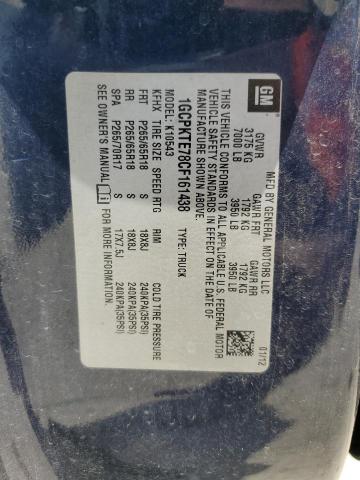 GM
MFD BY GENERAL MOTORS LLC
01/12
GVWR GAWR FRT GAWR RR
3175 KG 1792 KG 1792 KG
7000 LB 3950 LB 3950 LB
THIS VEHICLE CONFORMS TO ALL APPLICABLE U.S. FEDERAL MOTOR
VEHICLE SAFETY STANDARDS IN EFFECT ON THE DATE OF
MANUFACTURE SHOWN ABOVE.
1GCPKTE78CF161438 TYPE: TRUCK
MODEL: K10543
KFHX TIRE SIZE SPEED RTG RIM COLD TIRE PRESSURE
FRT P265/65R18 S 18X8J 240KPA(35PSI)
RR P265/65R18 S 18X8J 240KPA(35PSI)
SPA P265/70R17 S 17X7.5J 240KPA(35PSI)
SEE OWNER'S MANUAL FOR MORE INFORMATION.